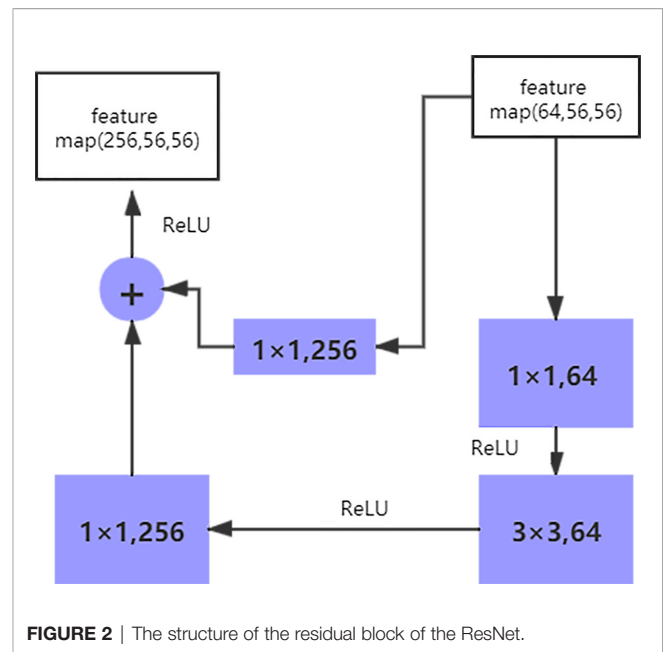 feature
map(256,56,56)
feature
map(64,56,56)
ReLU
+
1×1,256
1×1,64
ReLU
1×1,256
ReLU
3×3,64
FIGURE 2 | The structure of the residual block of the ResNet.